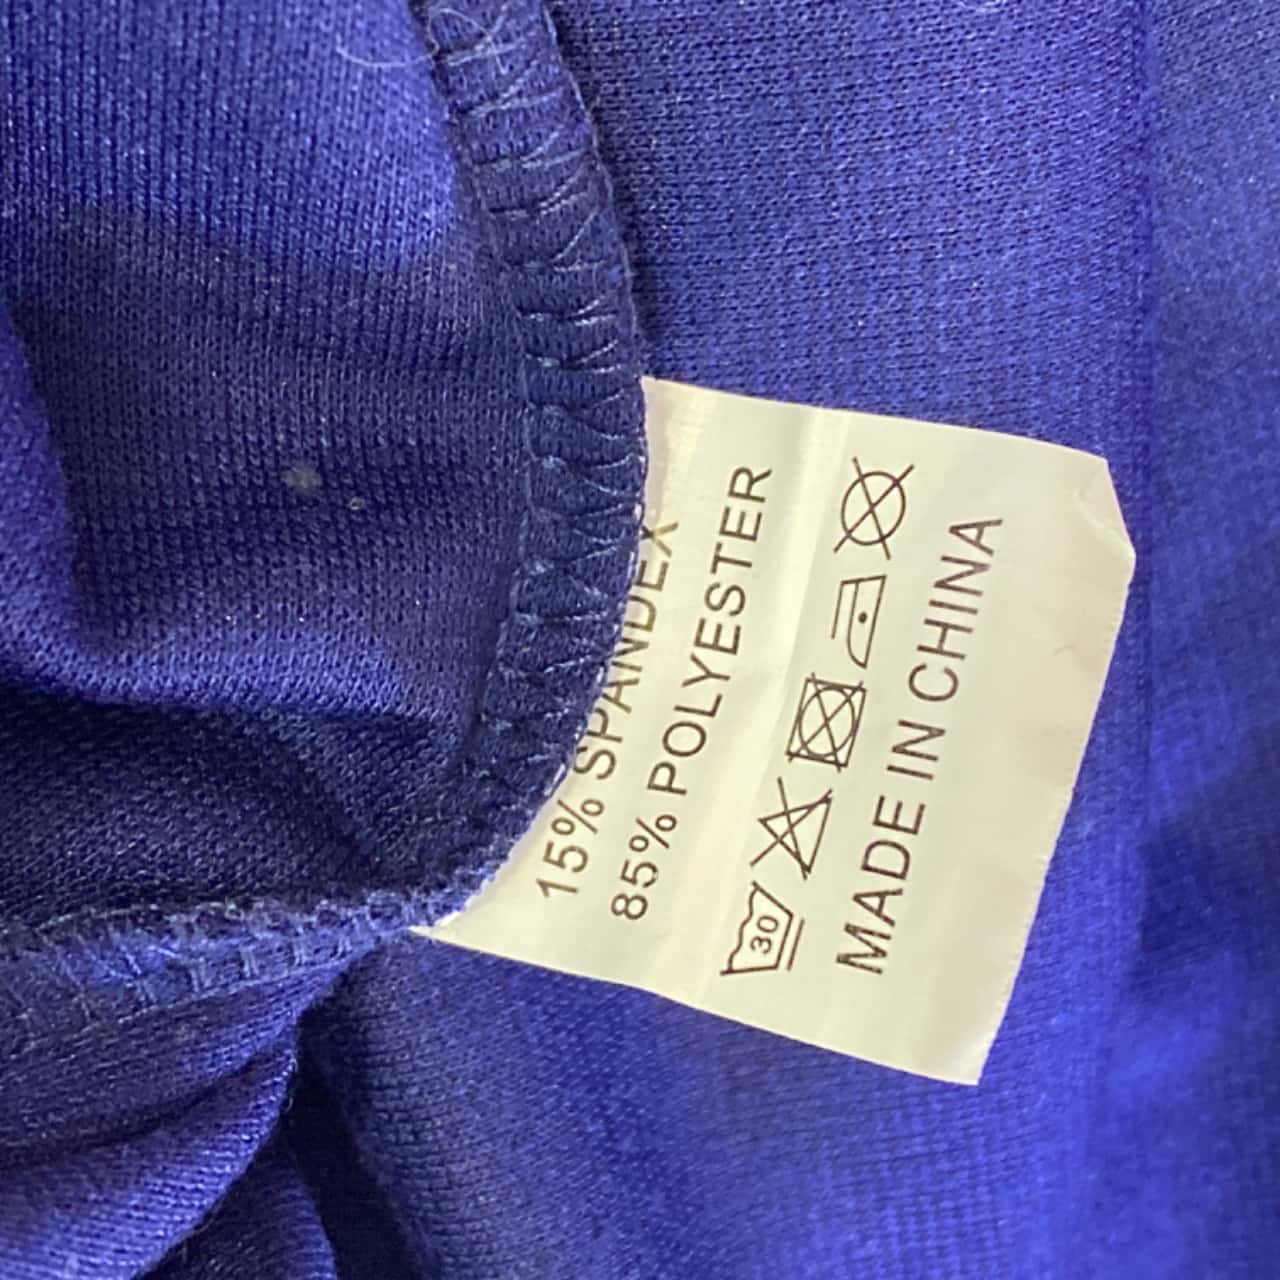 15% SPANDEX
85% POLYESTER
30
MADE IN CHINA